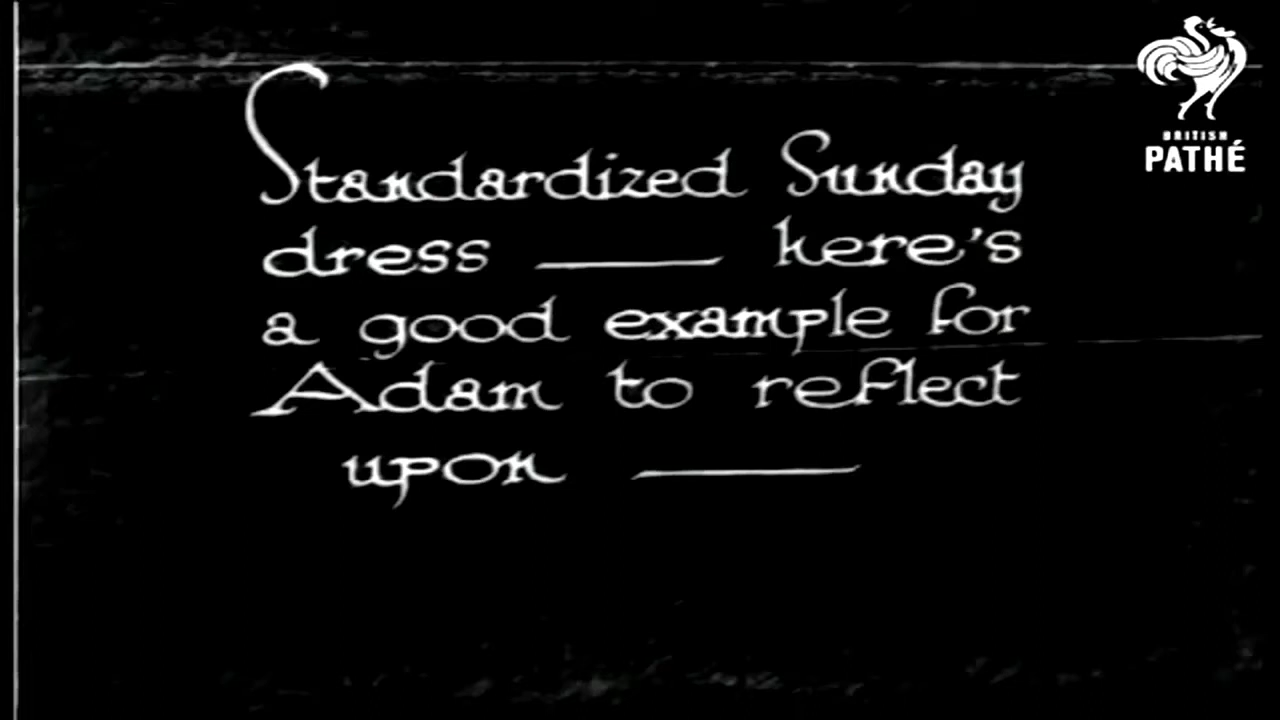 Standardized Sunday
dress — here's
a good example for
Adam to reflect
upon —
BRITISH
PATHÉ